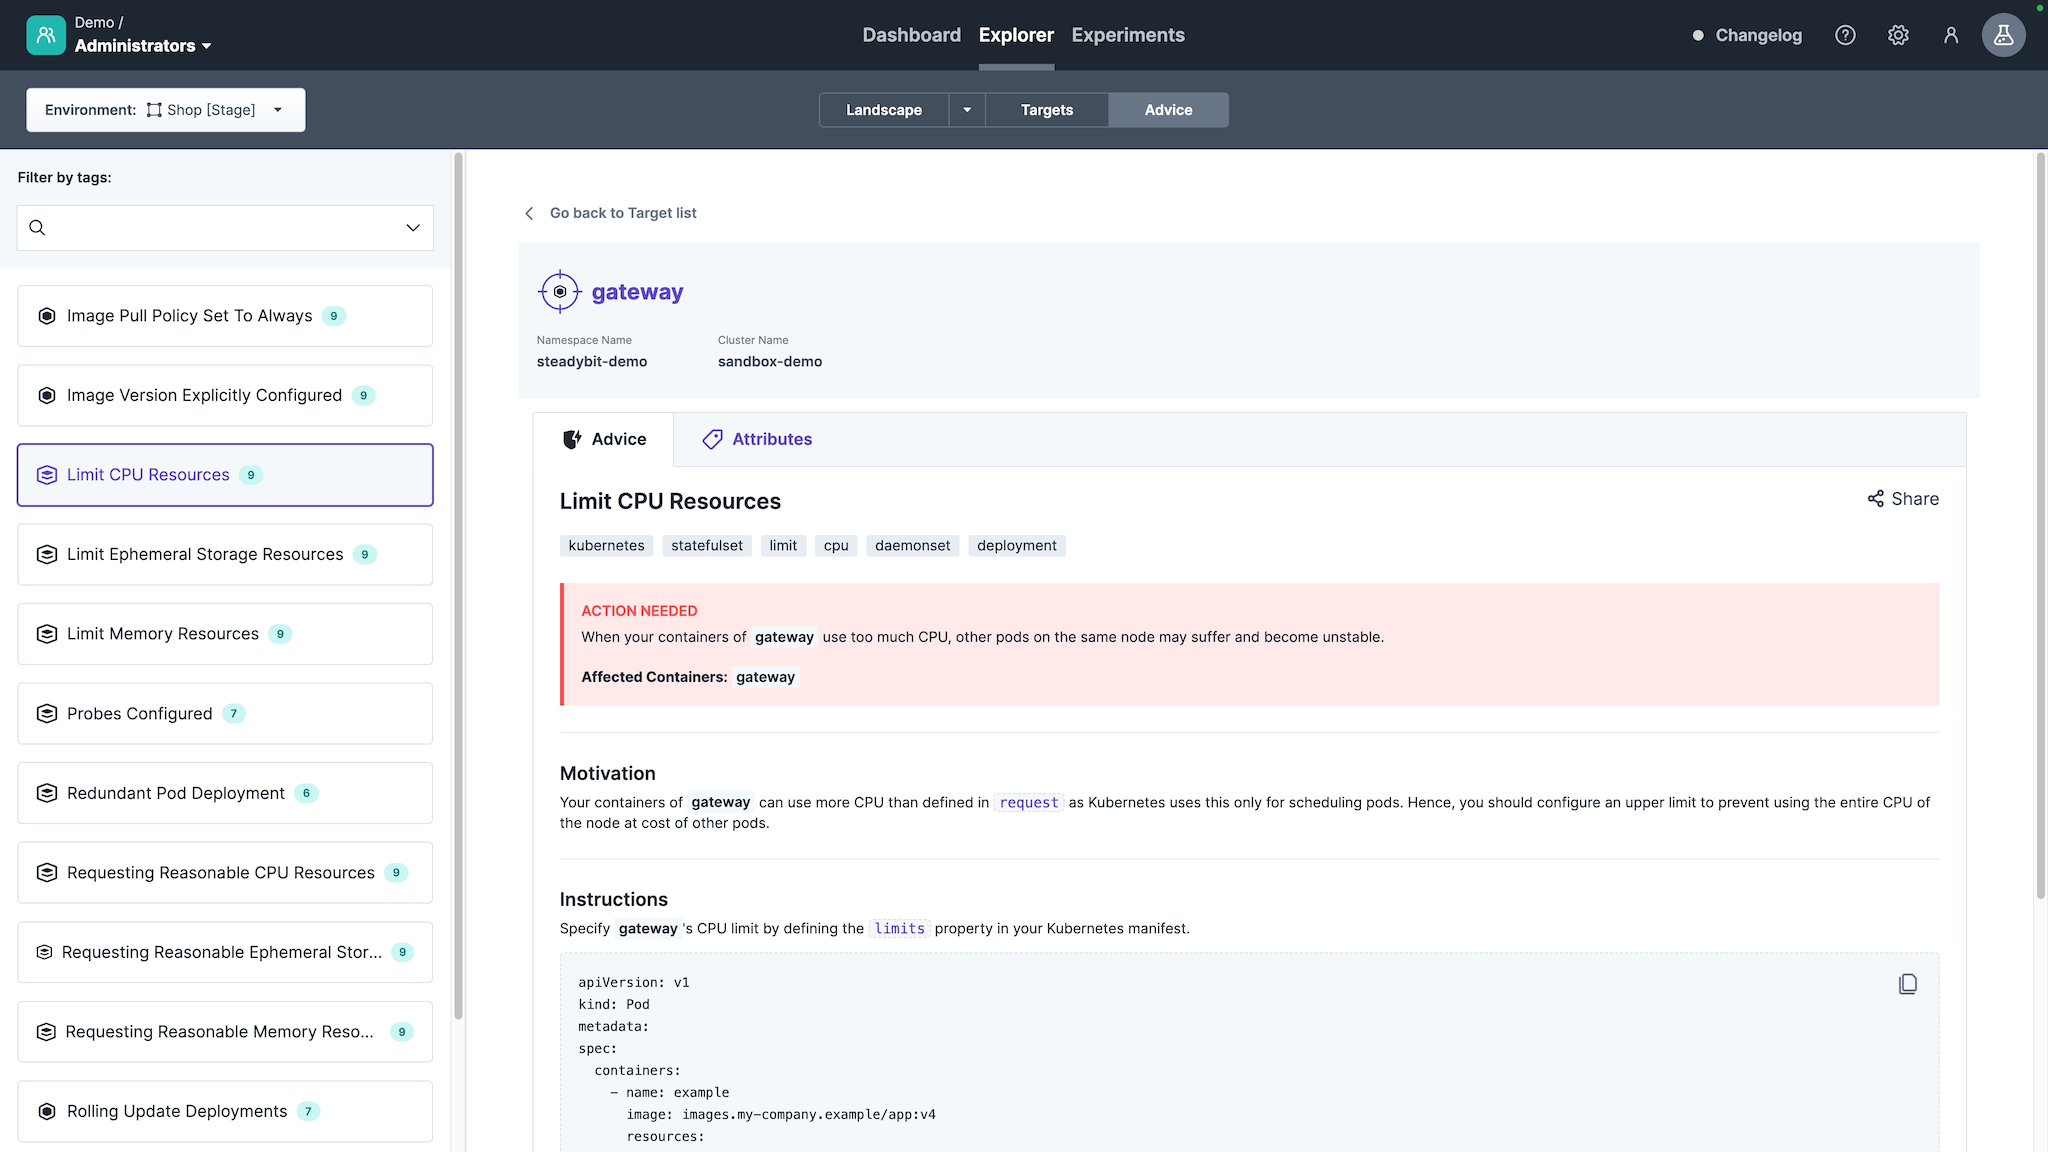 Demo /
Administrators
Dashboard
Explorer
Experiments
Changelog
Environment: Shop [Stage]
Landscape
Targets
Advice
Filter by tags:
Image Pull Policy Set To Always 9
Image Version Explicitly Configured 9
Limit CPU Resources 9
Limit Ephemeral Storage Resources 9
Limit Memory Resources 9
Probes Configured 7
Redundant Pod Deployment 6
Requesting Reasonable CPU Resources 9
Requesting Reasonable Ephemeral Stor... 9
Requesting Reasonable Memory Reso... 9
Rolling Update Deployments 7
Go back to Target list
gateway
Namespace Name
steadybit-demo
Cluster Name
sandbox-demo
Advice
Attributes
Limit CPU Resources
Share
kubernetes statefulset limit cpu daemonset deployment
ACTION NEEDED
When your containers of gateway use too much CPU, other pods on the same node may suffer and become unstable.
Affected Containers: gateway
Motivation
Your containers of gateway can use more CPU than defined in request as Kubernetes uses this only for scheduling pods. Hence, you should configure an upper limit to prevent using the entire CPU of
the node at cost of other pods.
Instructions
Specify gateway 's CPU limit by defining the limits property in your Kubernetes manifest.
apiVersion: v1
kind: Pod
metadata:
spec:
  containers:
    - name: example
      image: images.my-company.example/app:v4
      resources: